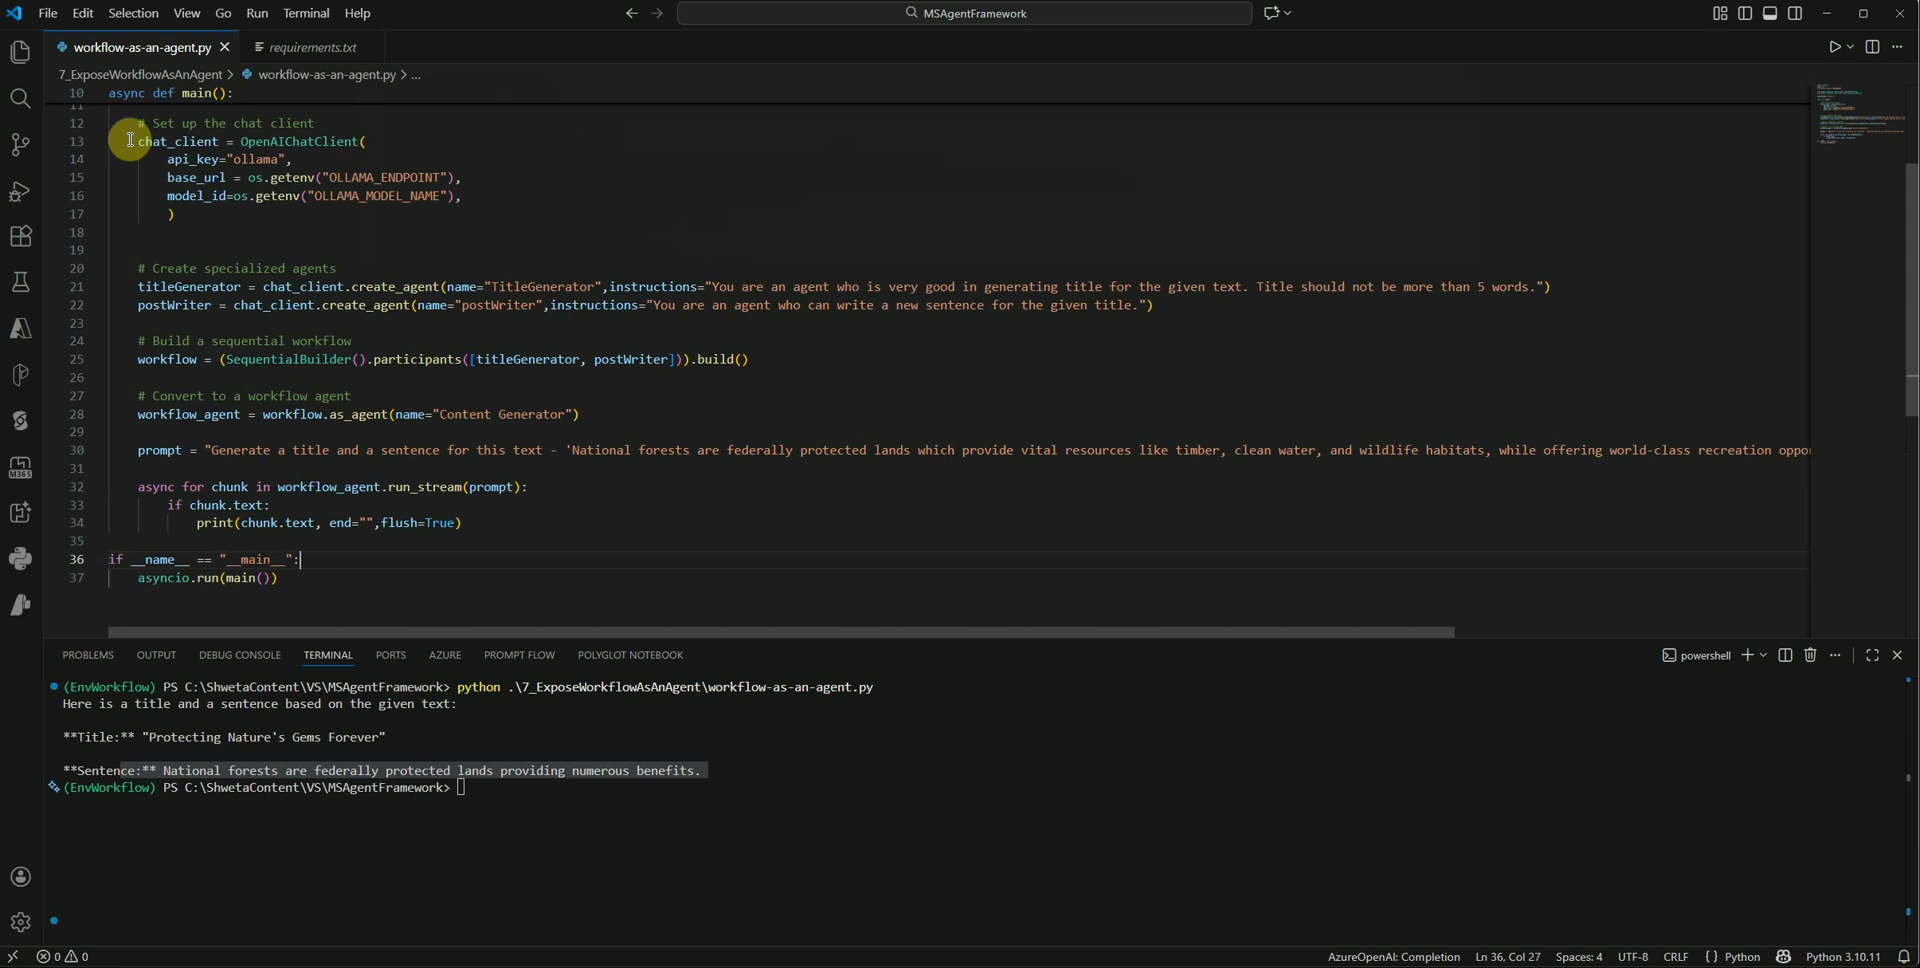 File Edit Selection View Go Run Terminal Help
MSAgentFramework
workflow-as-an-agent.py
requirements.txt
7_ExposeWorkflowAsAnAgent > workflow-as-an-agent.py > ...
10 async def main():
11
12 # Set up the chat client
13 chat_client = OpenAIChatClient(
14 api_key="ollama",
15 base_url = os.getenv("OLLAMA_ENDPOINT"),
16 model_id=os.getenv("OLLAMA_MODEL_NAME"),
17 )
18
19
20 # Create specialized agents
21 titleGenerator = chat_client.create_agent(name="TitleGenerator",instructions="You are an agent who is very good in generating title for the given text. Title should not be more than 5 words.")
22 postWriter = chat_client.create_agent(name="postWriter",instructions="You are an agent who can write a new sentence for the given title.")
23
24 # Build a sequential workflow
25 workflow = (SequentialBuilder().participants([titleGenerator, postWriter])).build()
26
27 # Convert to a workflow agent
28 workflow_agent = workflow.as_agent(name="Content Generator")
29
30 prompt = "Generate a title and a sentence for this text - 'National forests are federally protected lands which provide vital resources like timber, clean water, and wildlife habitats, while offering world-class recreation oppor
31
32 async for chunk in workflow_agent.run_stream(prompt):
33 if chunk.text:
34 print(chunk.text, end="",flush=True)
35
36 if __name__ == "__main__":
37 asyncio.run(main())
PROBLEMS OUTPUT DEBUG CONSOLE TERMINAL PORTS AZURE PROMPT FLOW POLYGLOT NOTEBOOK
powershell
(EnvWorkflow) PS C:\ShwetaContent\VS\MSAgentFramework> python .\7_ExposeWorkflowAsAnAgent\workflow-as-an-agent.py
Here is a title and a sentence based on the given text:
**Title:** "Protecting Nature's Gems Forever"
**Sentence:** National forests are federally protected lands providing numerous benefits.
(EnvWorkflow) PS C:\ShwetaContent\VS\MSAgentFramework>
M365
0 0
AzureOpenAI: Completion Ln 36, Col 27 Spaces: 4 UTF-8 CRLF { } Python Python 3.10.11